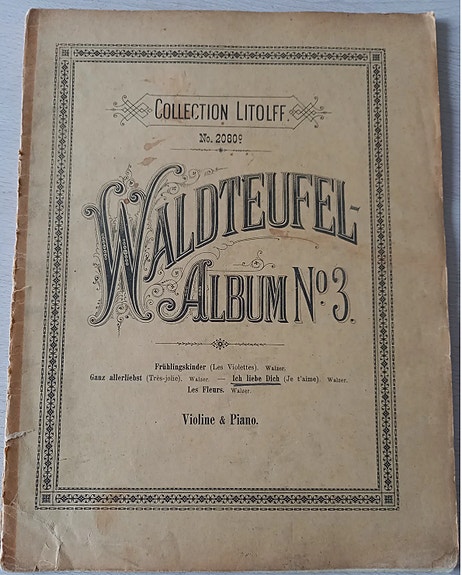 COLLECTION LITOLFF.
No. 2080c
WALDTEUFEL-
ALBUM No. 3.
Frühlingskinder (Les Violettes). Walzer.
Ganz allerliebst (Très-jolie). Walzer. — Ich liebe Dich (Je t'aime). Walzer.
Les Fleurs. Walzer.
Violine & Piano.